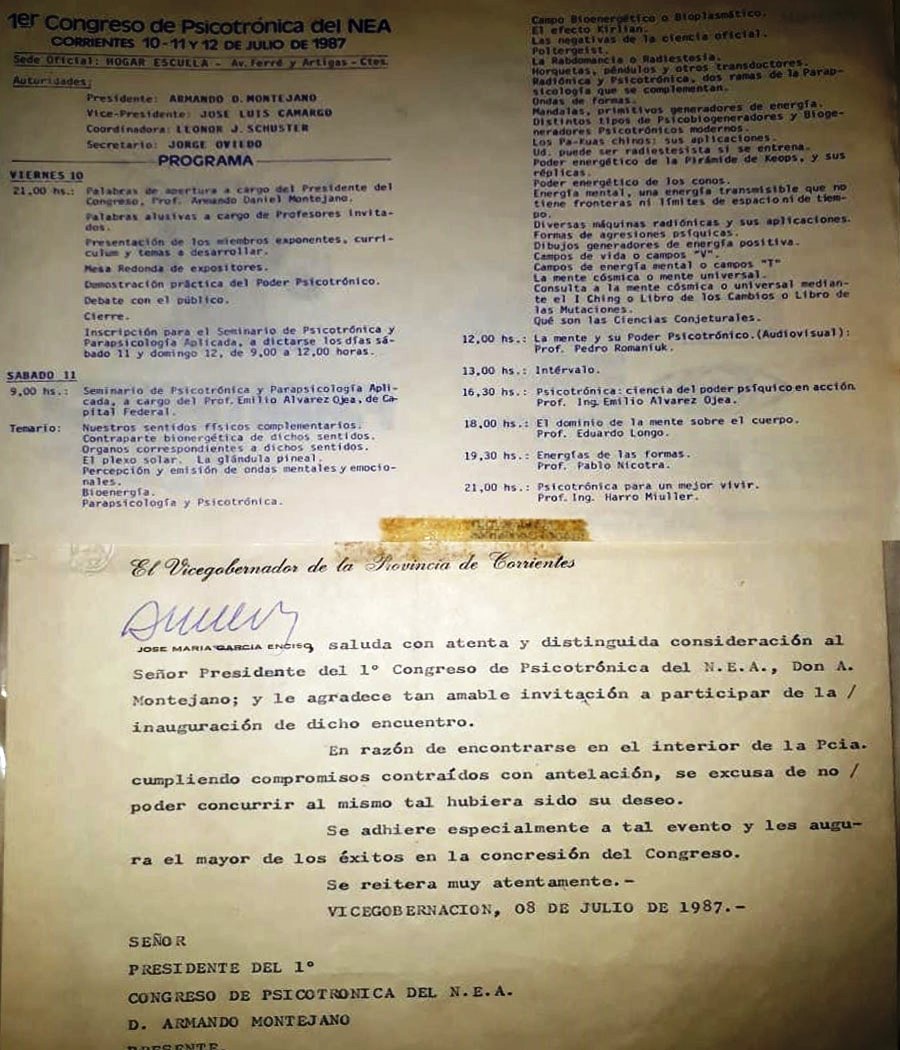 1er Congreso de Psicotrónica del NEA
CORRIENTES 10-11 Y 12 DE JULIO DE 1987
Sede Oficial: HOGAR ESCUELA - Av. Ferré y Artigas - Ctes.
Autoridades:
Presidente: ARMANDO D. MONTEJANO
Vice-Presidente: JOSE LUIS CAMARGO
Coordinadora: LEONOR J. SCHUSTER
Secretario: JORGE OVIEDO
PROGRAMA
VIERNES 10
21,00 hs.: Palabras de apertura a cargo del Presidente del
Congreso, Prof. Armando Daniel Montejano.
Palabras alusivas a cargo de Profesores Invita-
dos.
Presentación de los miembros exponentes, curri-
culum y temas a desarrollar.
Mesa Redonda de expositores.
Demostración práctica del Poder Psicotrónico.
Debate con el público.
Cierre.
Inscripción para el Seminario de Psicotrónica y
Parapsicología Aplicada, a dictarse los días sá-
bado 11 y domingo 12, de 9,00 a 12,00 horas.
SABADO 11
9,00 hs.: Seminario de Psicotrónica y Parapsicología Apli-
cada, a cargo del Prof. Emilio Alvarez Ojea, de Ca-
pital Federal.
Temario: Nuestros sentidos físicos complementarios.
Contraparte bionergética de dichos sentidos.
Organos correspondientes a dichos sentidos.
El plexo solar. La glándula pineal.
Percepción y emisión de ondas mentales y emocio-
nales.
Bioenergía.
Parapsicología y Psicotrónica.
Campo Bioenergético o Bioplasmático.
El efecto Kirlian.
Las negativas de la ciencia oficial.
Poltergeist.
La Rabdomancia o Radiestesia.
Horquetas, péndulos y otros transductores.
Radiónica y Psicotrónica, dos ramas de la Parap-
sicología que se complementan.
Ondas de formas.
Mandalas, primitivos generadores de energía.
Distintos tipos de Psicobiogeneradores y Bioge-
neradores Psicotrónicos modernos.
Los Pa-Kuas chinos; sus aplicaciones.
Ud. puede ser radiestesista si se entrena.
Poder energético de la Pirámide de Keops, y sus
réplicas.
Poder energético de los conos.
Energía mental, una energía transmisible que no
tiene fronteras ni límites de espacio ni de tiem-
po.
Diversas máquinas radiónicas y sus aplicaciones.
Formas de agresiones psíquicas.
Dibujos generadores de energía positiva.
Campos de vida o campos "V".
Campos de energía mental o campos "T"
La mente cósmica o mente universal.
Consulta a la mente cósmica o universal median-
te el I Ching o Libro de los Cambios o Libro de
las Mutaciones.
Qué son las Ciencias Conjeturales.
12,00 hs.: La mente y su Poder Psicotrónico.(Audiovisual):
Prof. Pedro Romaniuk.
13,00 hs.: Intérvalo.
16,30 hs.: Psicotrónica: ciencia del poder psíquico en acción.
Prof. Ing. Emilio Alvarez Ojea.
18,00 hs.: El dominio de la mente sobre el cuerpo.
Prof. Eduardo Longo.
19,30 hs.: Energías de las formas.
Prof. Pablo Nicotra.
21,00 hs.: Psicotrónica para un mejor vivir.
Prof. Ing. Harro Miuller.
El Vicegobernador de la Provincia de Corrientes
JOSE MARIA GARCIA ENCISO saluda con atenta y distinguida consideración al
Señor Presidente del 1º Congreso de Psicotrónica del N.E.A., Don A.
Montejano; y le agradece tan amable invitación a participar de la /
inauguración de dicho encuentro.
En razón de encontrarse en el interior de la Pcia.
cumpliendo compromisos contraídos con antelación, se excusa de no /
poder concurrir al mismo tal hubiera sido su deseo.
Se adhiere especialmente a tal evento y les augu-
ra el mayor de los éxitos en la concresión del Congreso.
Se reitera muy atentamente.-
VICEGOBERNACION, 08 DE JULIO DE 1987.-
SEÑOR
PRESIDENTE DEL 1º
CONGRESO DE PSICOTRONICA DEL N.E.A.
D. ARMANDO MONTEJANO
PRESENTE.